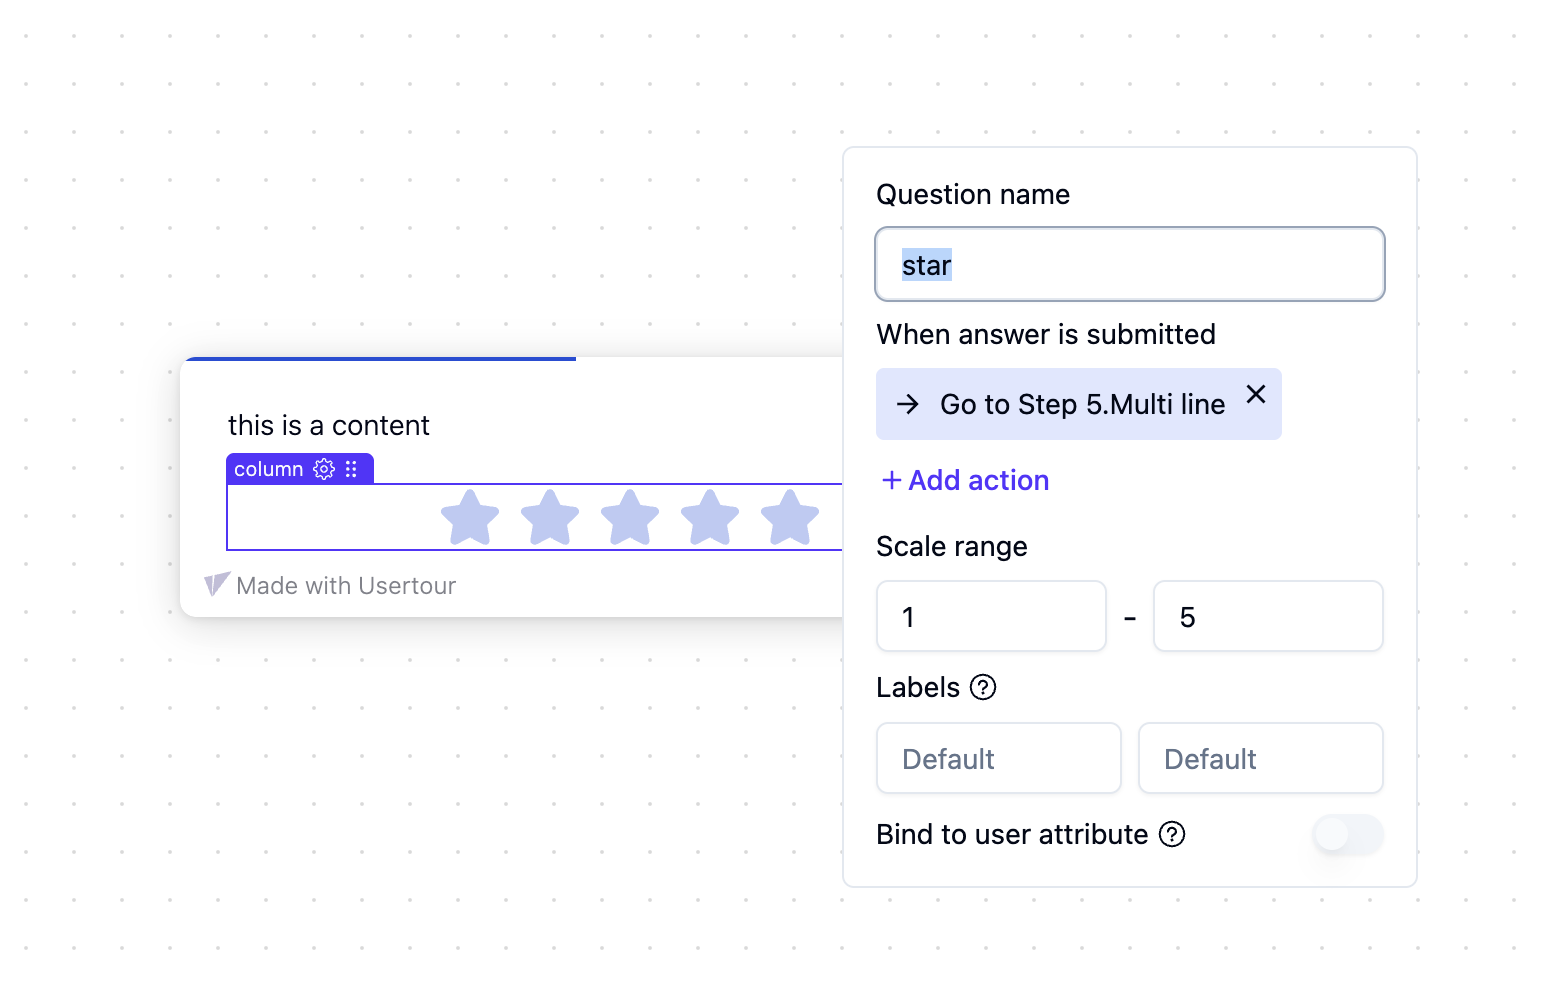 this is a content
column
Made with Usertour
Question name
star
When answer is submitted
Go to Step 5.Multi line
+ Add action
Scale range
1 - 5
Labels
Default Default
Bind to user attribute